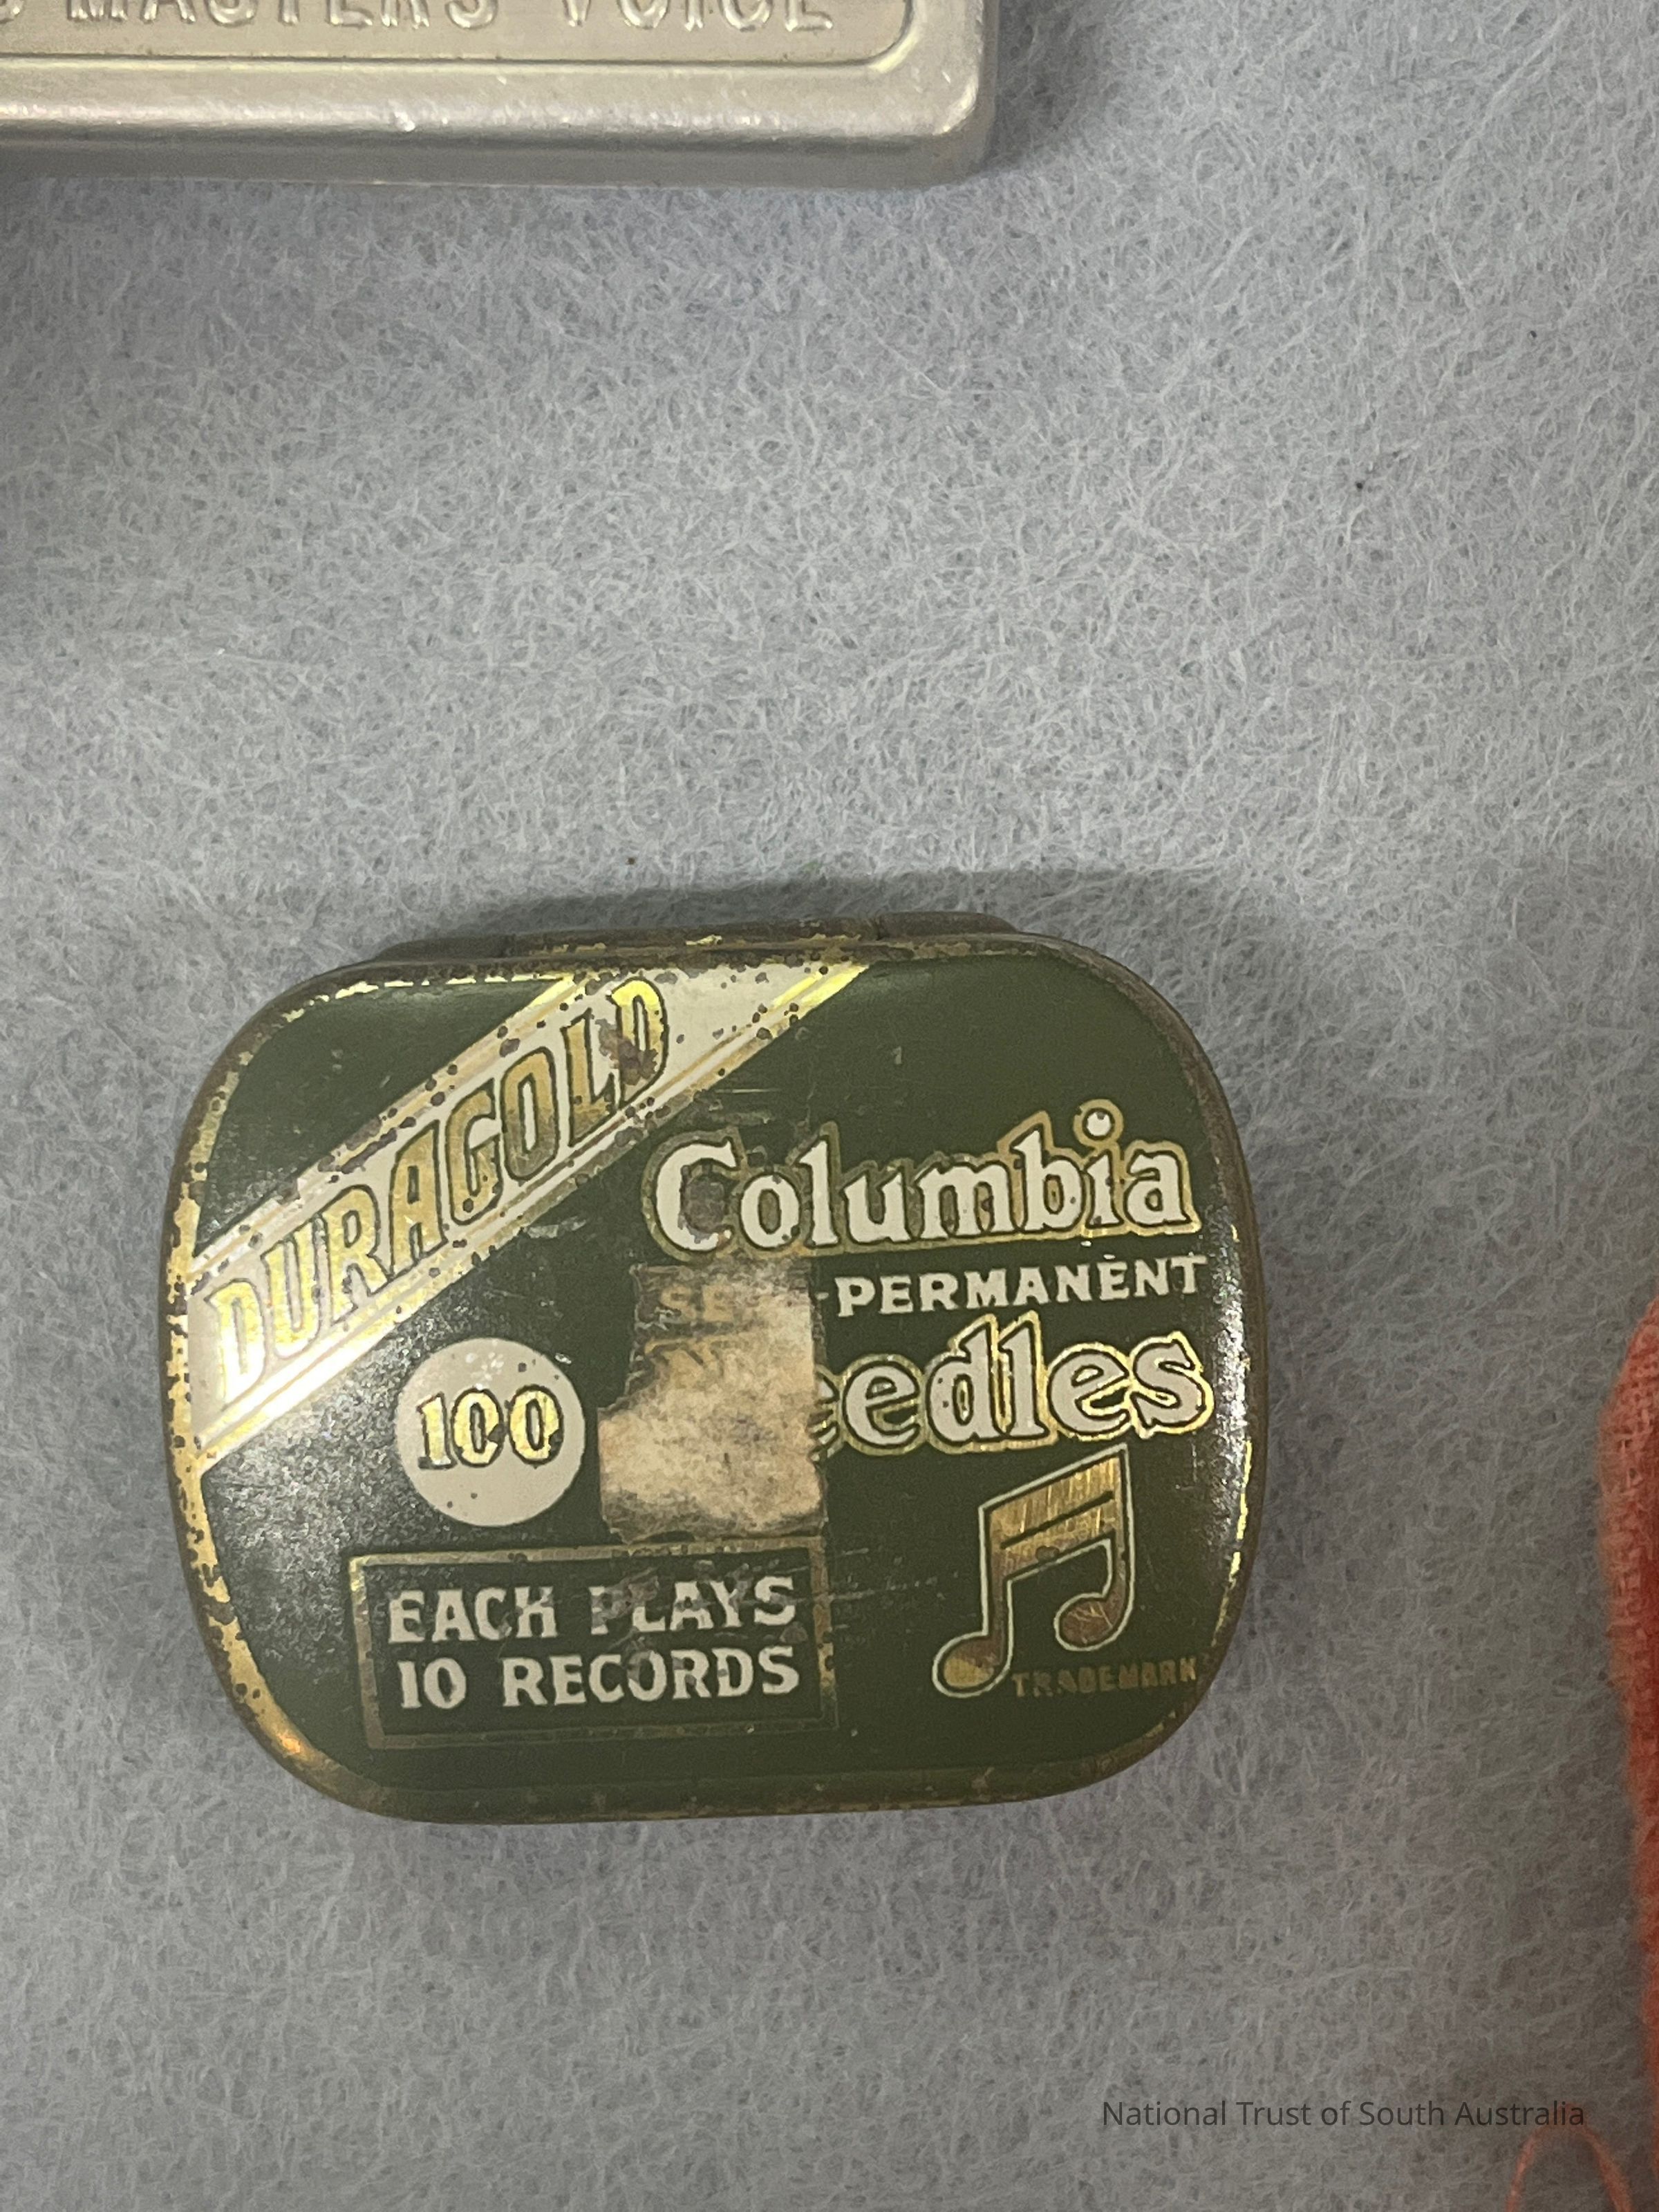 MASTERS VOICE
DURAGOLD
Columbia
PERMANENT
edles
100
EACH PLAYS
10 RECORDS
TRADEMARK
National Trust of South Australia